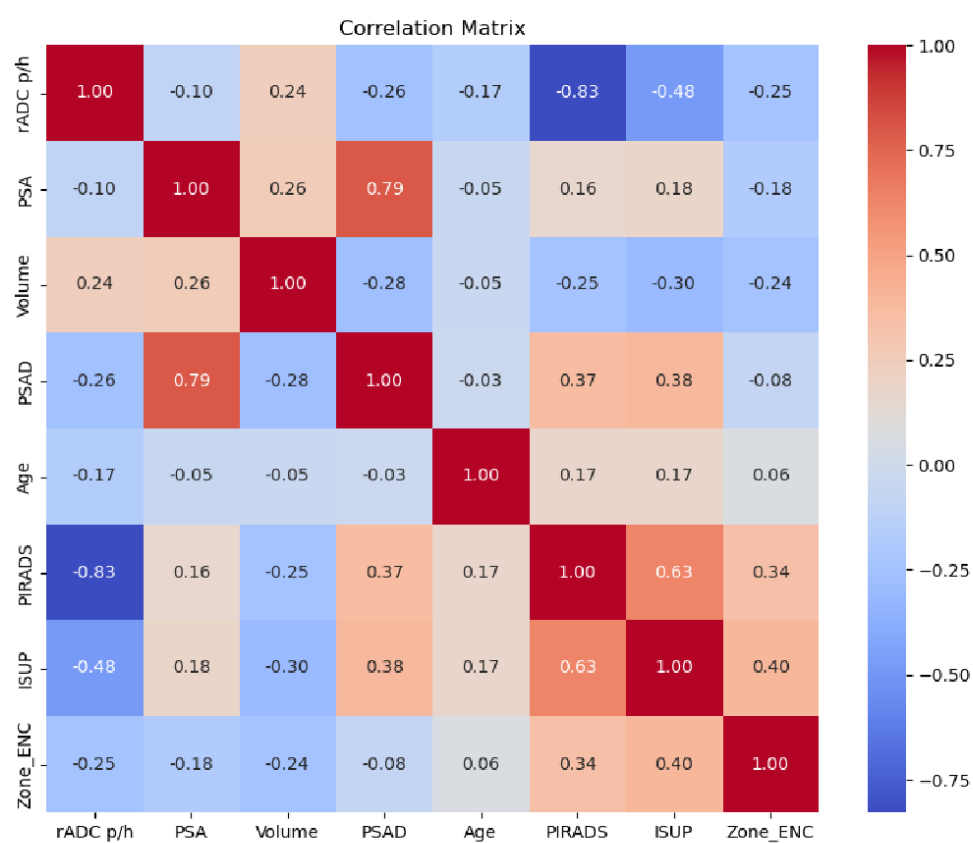 Correlation Matrix
rADC p/h 1.00 -0.10 0.24 -0.26 -0.17 -0.83 -0.48 -0.25
PSA -0.10 1.00 0.26 0.79 -0.05 0.16 0.18 -0.18
Volume 0.24 0.26 1.00 -0.28 -0.05 -0.25 -0.30 -0.24
PSAD -0.26 0.79 -0.28 1.00 -0.03 0.37 0.38 -0.08
Age -0.17 -0.05 -0.05 -0.03 1.00 0.17 0.17 0.06
PIRADS -0.83 0.16 -0.25 0.37 0.17 1.00 0.63 0.34
ISUP -0.48 0.18 -0.30 0.38 0.17 0.63 1.00 0.40
Zone_ENC -0.25 -0.18 -0.24 -0.08 0.06 0.34 0.40 1.00
rADC p/h PSA Volume PSAD Age PIRADS ISUP Zone_ENC
1.00
0.75
0.50
0.25
0.00
−0.25
−0.50
−0.75